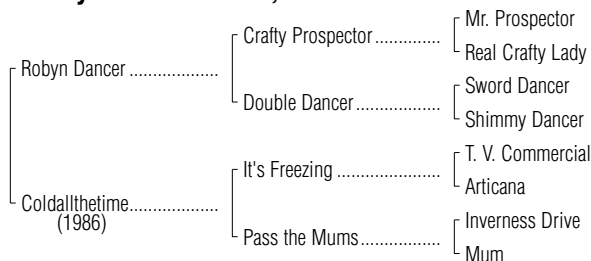 Mr. Prospector
Crafty Prospector..............
Real Crafty Lady
Robyn Dancer ...................
Sword Dancer
Double Dancer..................
Shimmy Dancer
T. V. Commercial
It's Freezing ......................
Articana
Coldallthetime...................
(1986)
Inverness Drive
Pass the Mums.................
Mum